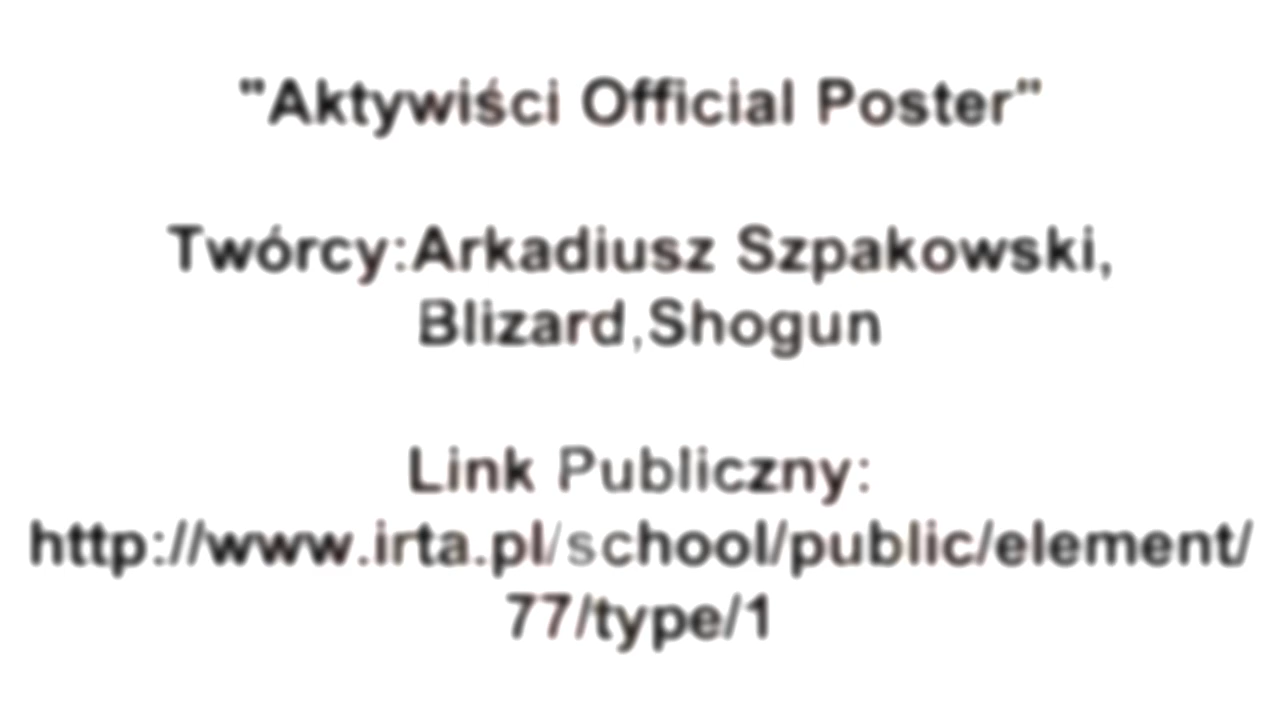 "Aktywiści Official Poster"
Twórcy:Arkadiusz Szpakowski,
Blizard,Shogun
Link Publiczny:
http://www.irta.pl/school/public/element/
77/type/1